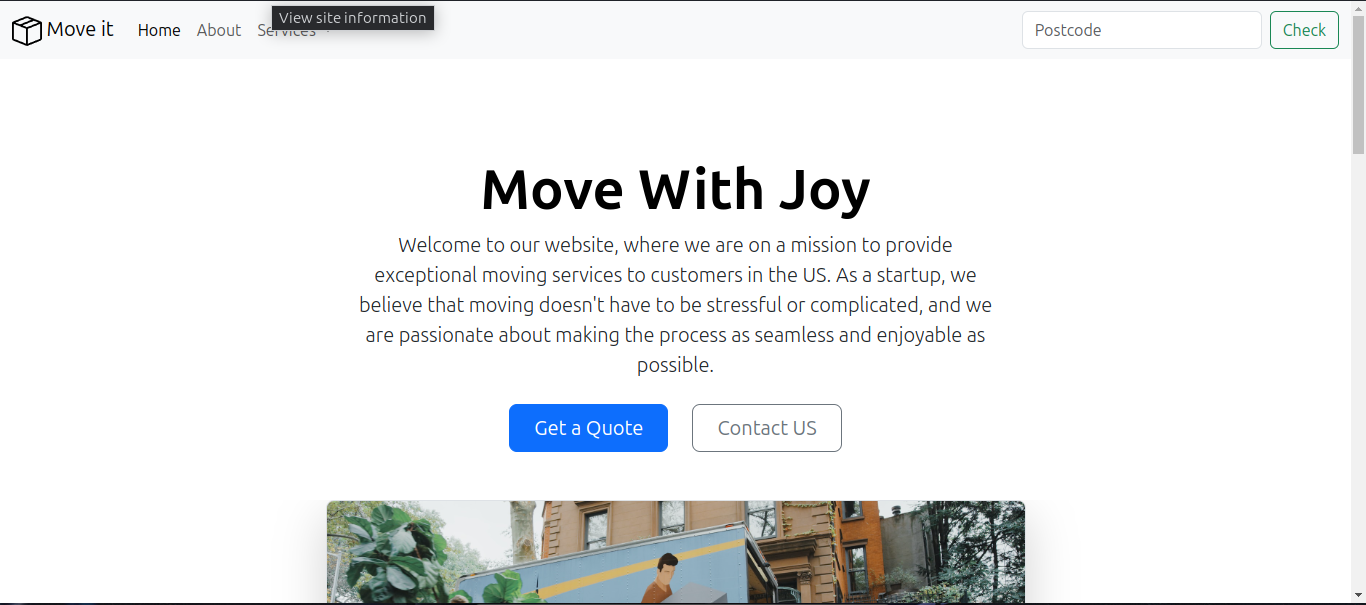 Move it
Home
About
Services
View site information
Postcode
Check
Move With Joy
Welcome to our website, where we are on a mission to provide
exceptional moving services to customers in the US. As a startup, we
believe that moving doesn't have to be stressful or complicated, and we
are passionate about making the process as seamless and enjoyable as
possible.
Get a Quote
Contact US